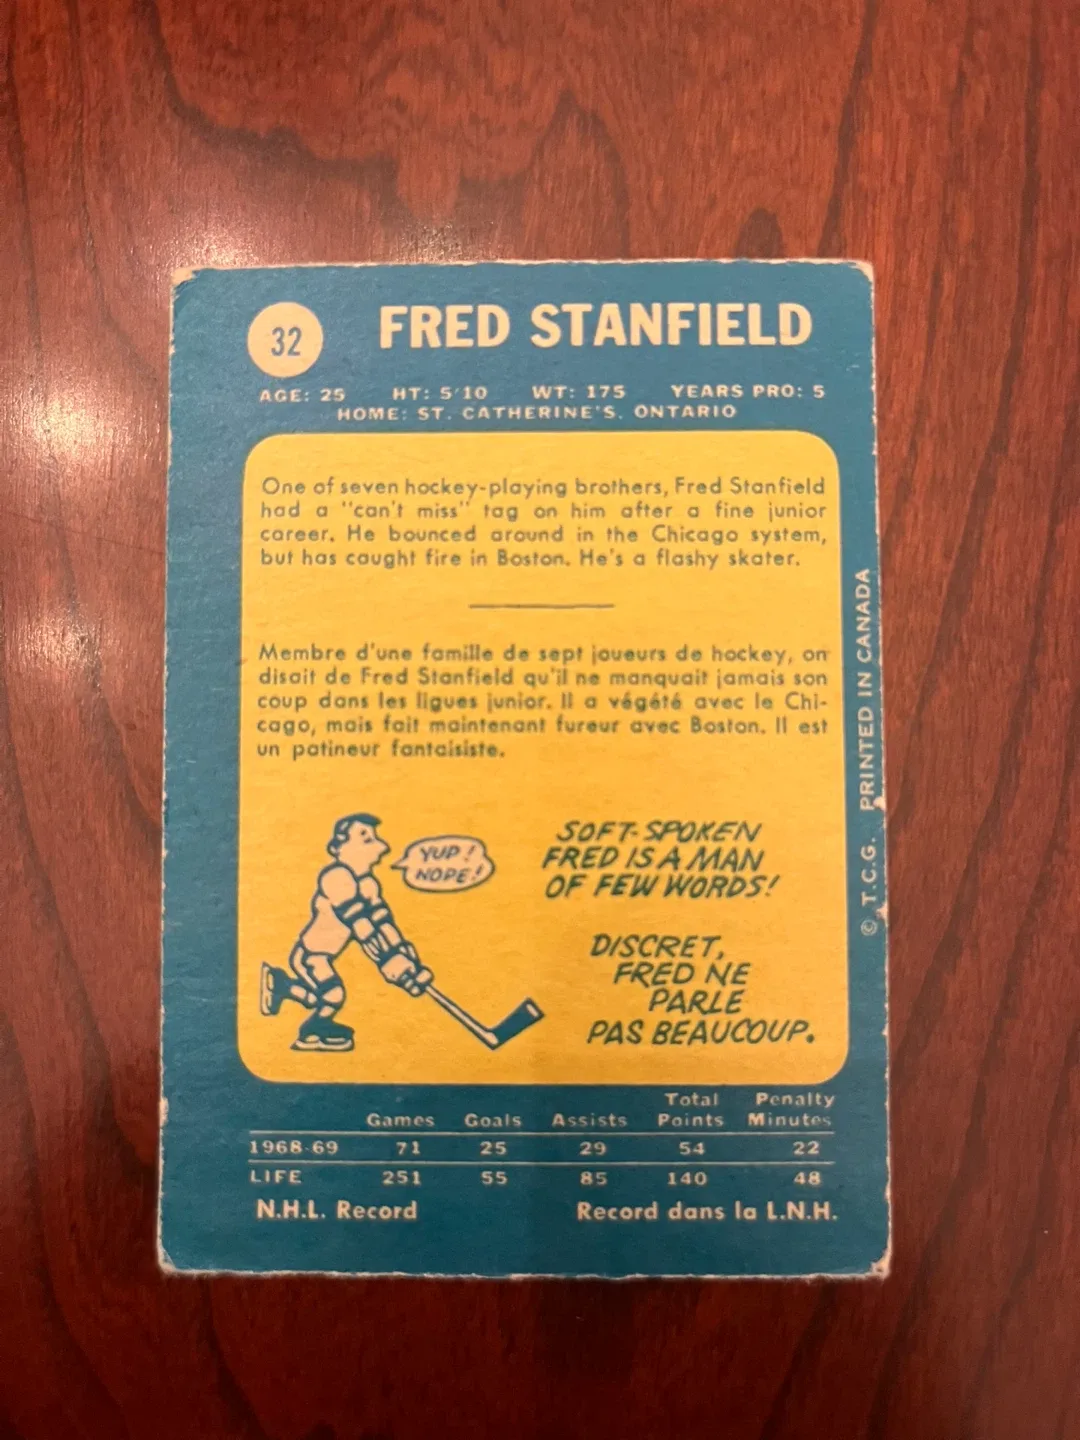 32
FRED STANFIELD
AGE: 25 HT: 5'10 WT: 175 YEARS PRO: 5
HOME: ST. CATHERINE'S, ONTARIO
One of seven hockey-playing brothers, Fred Stanfield
had a "can't miss" tag on him after a fine junior
career. He bounced around in the Chicago system,
but has caught fire in Boston. He's a flashy skater.
Membre d'une famille de sept joueurs de hockey, on
disait de Fred Stanfield qu'il ne manquait jamais son
coup dans les ligues junior. Il a végété avec le Chi-
cago, mais fait maintenant fureur avec Boston. Il est
un patineur fantaisiste.
YUP!
NOPE!
SOFT-SPOKEN
FRED IS A MAN
OF FEW WORDS!
DISCRET,
FRED NE
PARLE
PAS BEAUCOUP.
© T.C.G. PRINTED IN CANADA
Total Penalty
Games Goals Assists Points Minutes
1968-69 71 25 29 54 22
LIFE 251 55 85 140 48
N.H.L. Record Record dans la L.N.H.